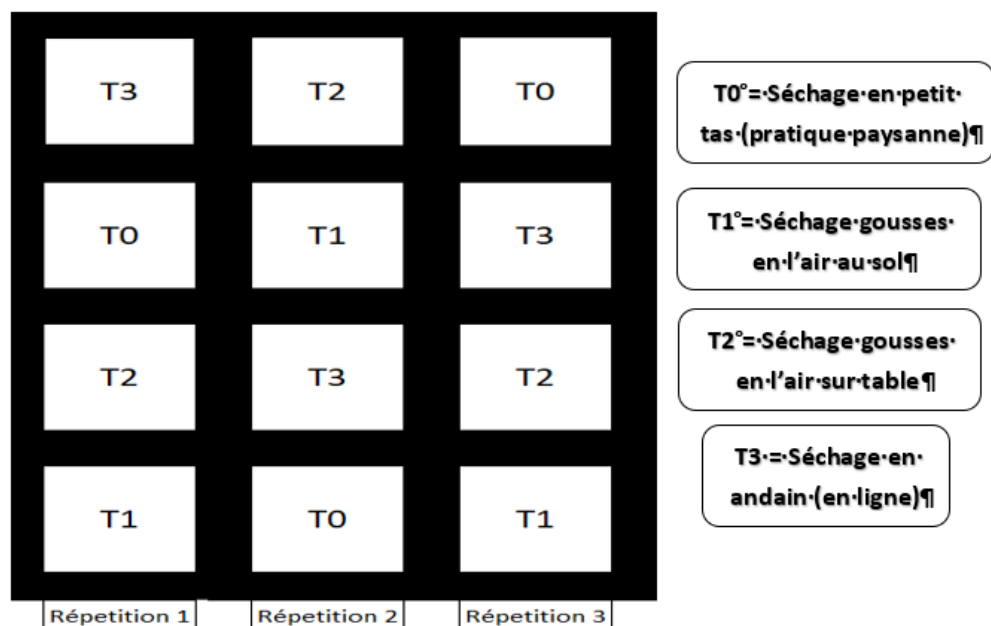 T3 T2 T0
T0 T1 T3
T2 T3 T2
T1 T0 T1
Répetition 1 Répetition 2 Répetition 3
T0°=·Séchage·en·petit·
tas·(pratique·paysanne)¶
T1°=·Séchage·gousses·
en·l’air·au·sol¶
T2°=·Séchage·gousses·
en·l’air·sur·table¶
T3·=·Séchage·en·
andain·(en·ligne)¶